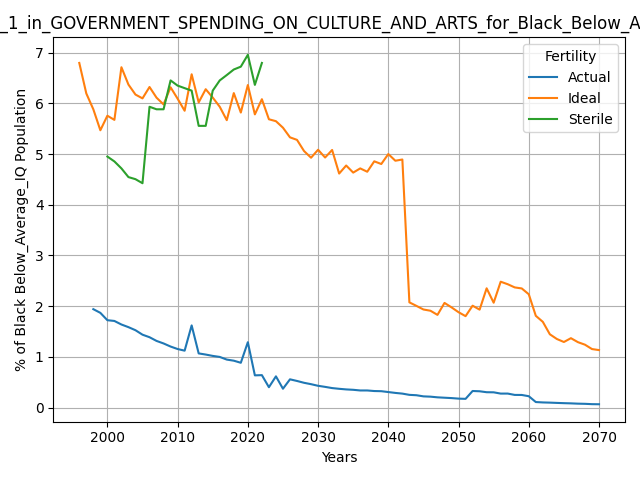 _1_in_GOVERNMENT_SPENDING_ON_CULTURE_AND_ARTS_for_Black_Below_A
Fertility
Actual
Ideal
Sterile
% of Black Below_Average_IQ Population
7
6
5
4
3
2
1
0
2000 2010 2020 2030 2040 2050 2060 2070
Years